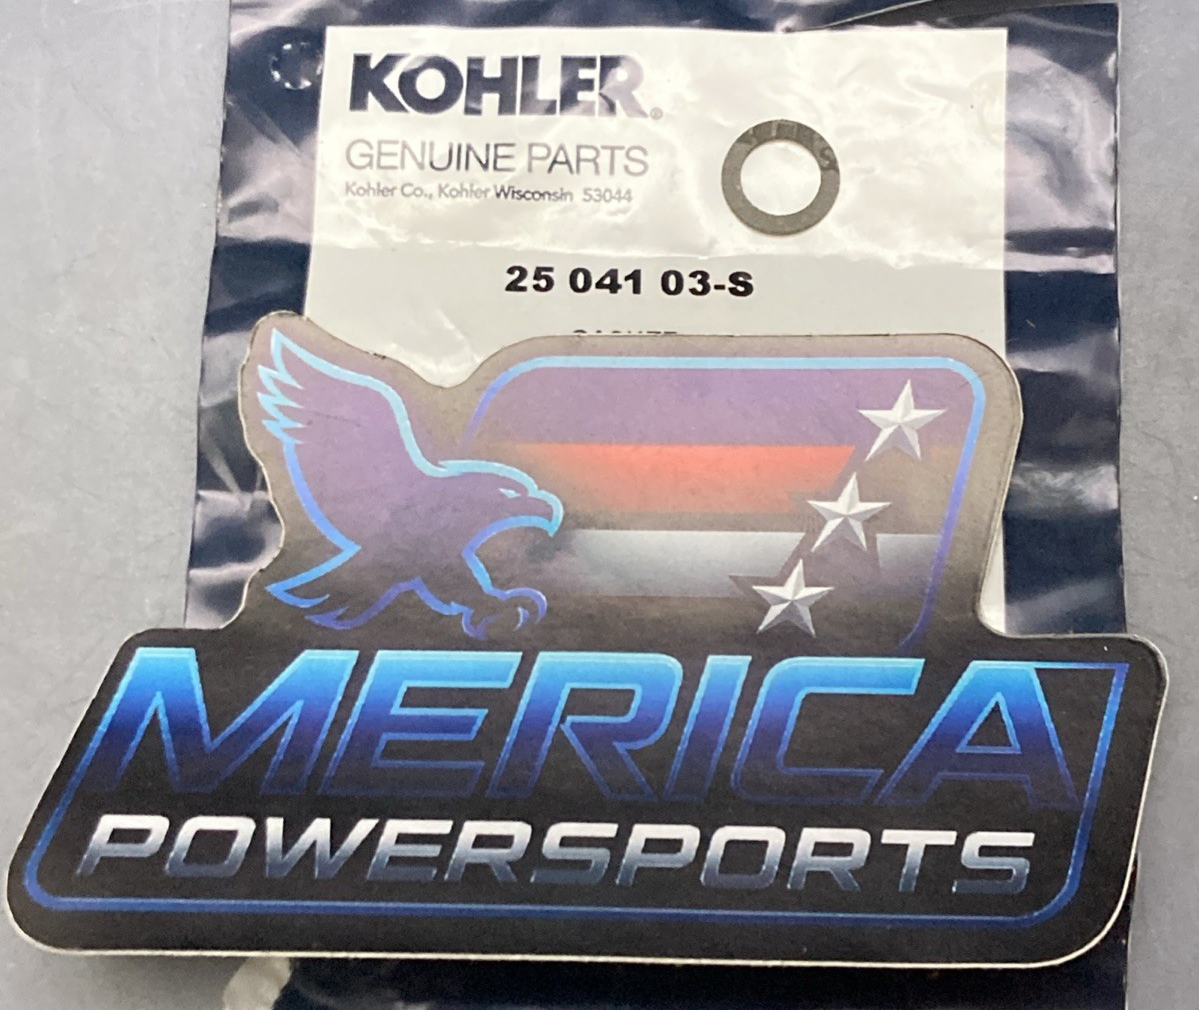 KOHLER®
GENUINE PARTS
Kohler Co., Kohler Wisconsin 53044
25 041 03-S
MERICA
POWERSPORTS